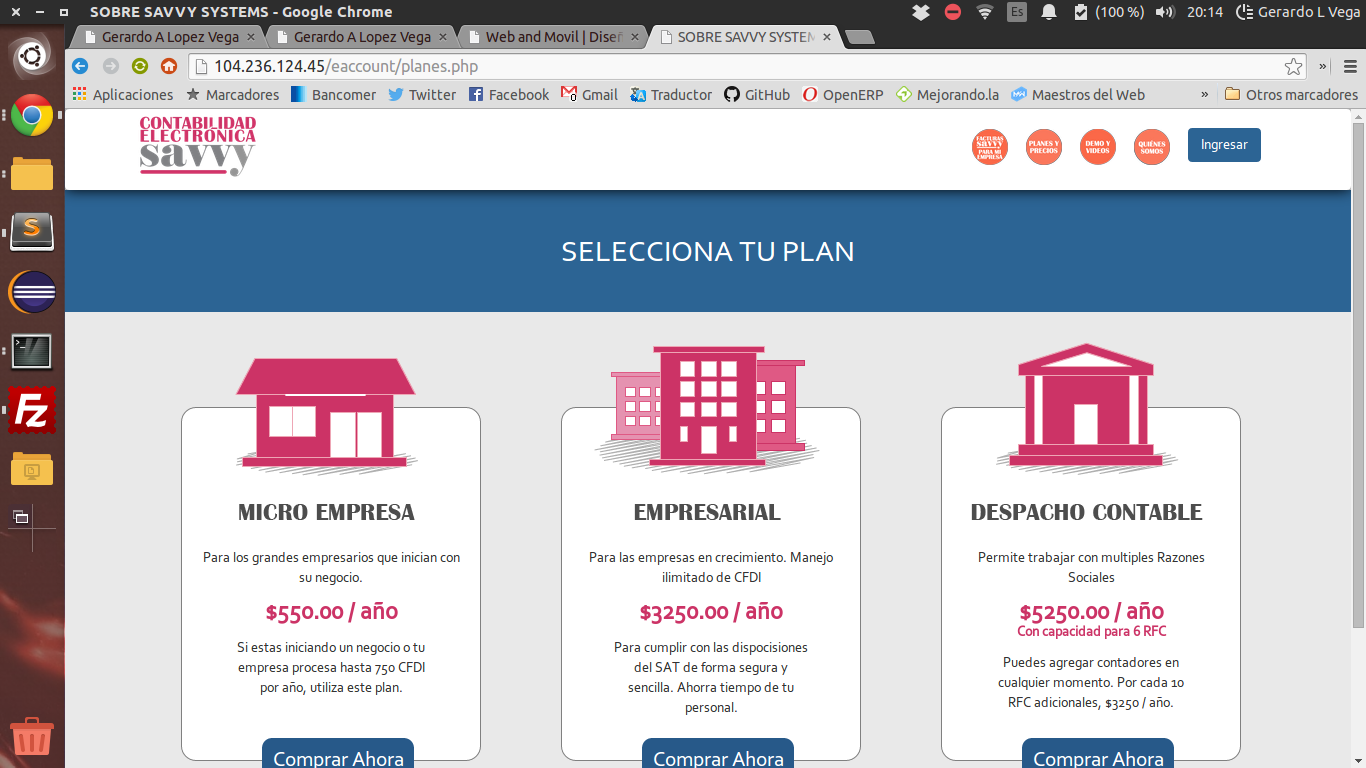 SOBRE SAVVY SYSTEMS - Google Chrome
Es
(100 %)
20:14
Gerardo L Vega
Gerardo A Lopez Vega
Gerardo A Lopez Vega
Web and Movil | Diseñ
SOBRE SAVVY SYSTEM
104.236.124.45/eaccount/planes.php
Aplicaciones
Marcadores
Bancomer
Twitter
Facebook
Gmail
Traductor
GitHub
OpenERP
Mejorando.la
Maestros del Web
»
Otros marcadores
CONTABILIDAD
ELECTRÓNICA
savvy
FACTURAS
savvy
PARA MI
EMPRESA
PLANES Y
PRECIOS
DEMO Y
VIDEOS
QUIÉNES
SOMOS
Ingresar
SELECCIONA TU PLAN
MICRO EMPRESA
Para los grandes empresarios que inician con
su negocio.
$550.00 / año
Si estas iniciando un negocio o tu
empresa procesa hasta 750 CFDI
por año, utiliza este plan.
Comprar Ahora
EMPRESARIAL
Para las empresas en crecimiento. Manejo
ilimitado de CFDI
$3250.00 / año
Para cumplir con las dispociciones
del SAT de forma segura y
sencilla. Ahorra tiempo de tu
personal.
Comprar Ahora
DESPACHO CONTABLE
Permite trabajar con multiples Razones
Sociales
$5250.00 / año
Con capacidad para 6 RFC
Puedes agregar contadores en
cualquier momento. Por cada 10
RFC adicionales, $3250 / año.
Comprar Ahora